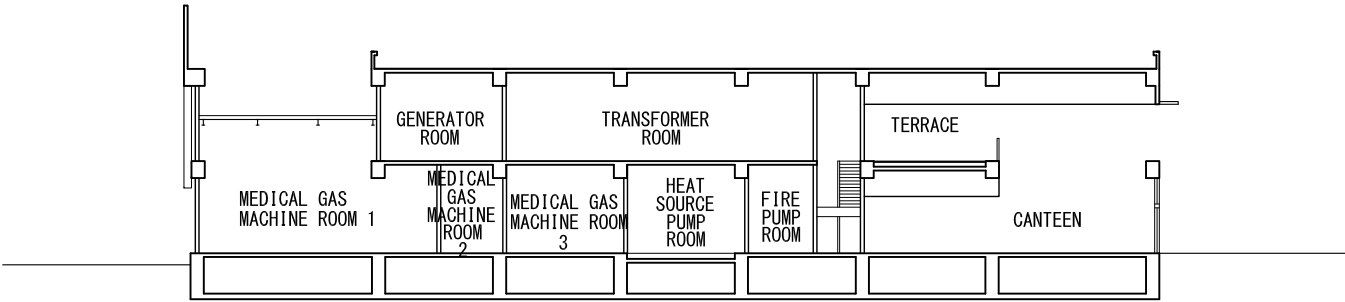 GENERATOR
ROOM
TRANSFORMER
ROOM
TERRACE
MEDICAL GAS
MACHINE ROOM 1
MEDICAL
GAS
MACHINE
ROOM
2
MEDICAL GAS
MACHINE ROOM
3
HEAT
SOURCE
PUMP
ROOM
FIRE
PUMP
ROOM
CANTEEN